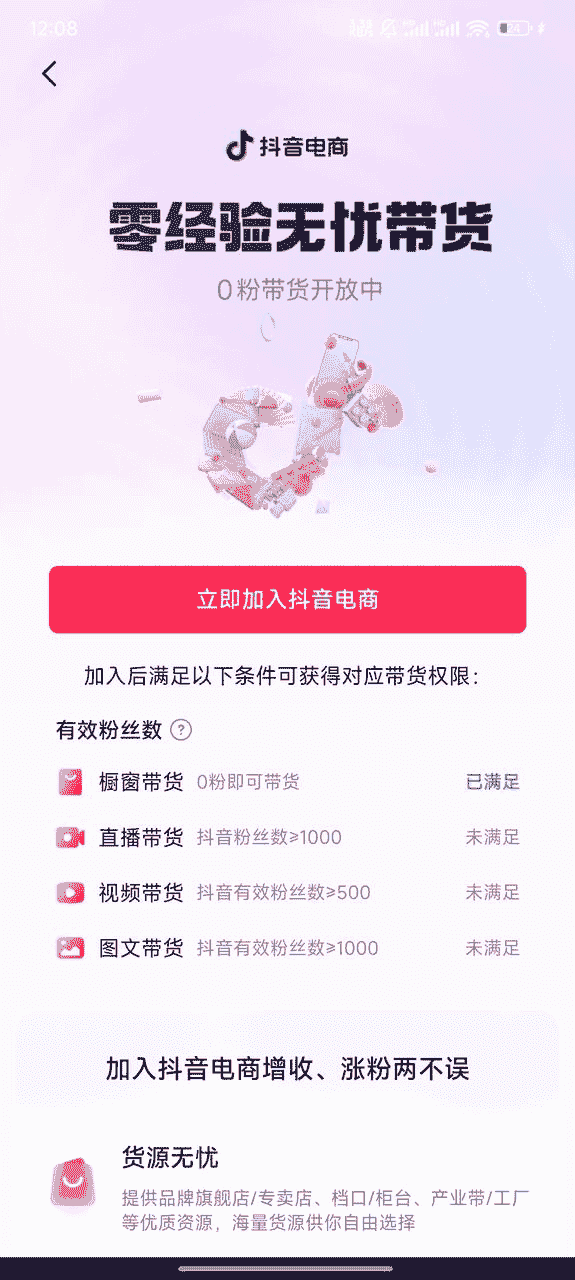 12:08
HD
HD
24
抖音电商
零经验无忧带货
0粉带货开放中
立即加入抖音电商
加入后满足以下条件可获得对应带货权限：
有效粉丝数 ?
橱窗带货 0粉即可带货 已满足
直播带货 抖音粉丝数≥1000 未满足
视频带货 抖音有效粉丝数≥500 未满足
图文带货 抖音有效粉丝数≥1000 未满足
加入抖音电商增收、涨粉两不误
货源无忧
提供品牌旗舰店/专卖店、档口/柜台、产业带/工厂
等优质资源，海量货源供你自由选择